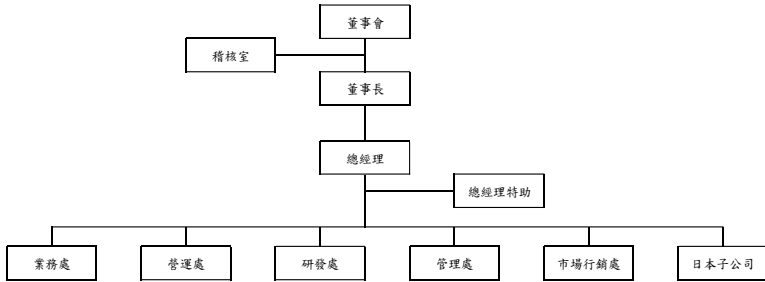 董事會
稽核室
董事長
總經理
總經理特助
業務處
營運處
研發處
管理處
市場行銷處
日本子公司